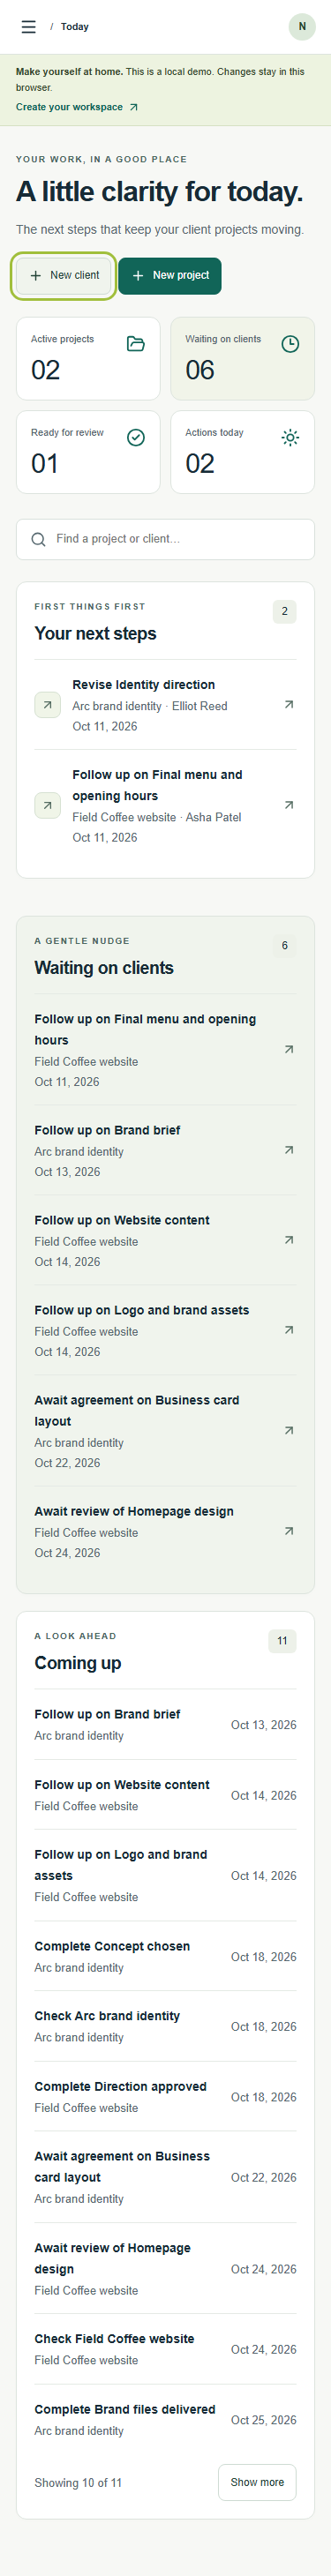 / Today
N
Make yourself at home. This is a local demo. Changes stay in this
browser.
Create your workspace
YOUR WORK, IN A GOOD PLACE
A little clarity for today.
The next steps that keep your client projects moving.
New client
New project
Active projects
02
Waiting on clients
06
Ready for review
01
Actions today
02
Find a project or client...
FIRST THINGS FIRST
2
Your next steps
Revise Identity direction
Arc brand identity · Elliot Reed
Oct 11, 2026
Follow up on Final menu and
opening hours
Field Coffee website · Asha Patel
Oct 11, 2026
A GENTLE NUDGE
6
Waiting on clients
Follow up on Final menu and opening
hours
Field Coffee website
Oct 11, 2026
Follow up on Brand brief
Arc brand identity
Oct 13, 2026
Follow up on Website content
Field Coffee website
Oct 14, 2026
Follow up on Logo and brand assets
Field Coffee website
Oct 14, 2026
Await agreement on Business card
layout
Arc brand identity
Oct 22, 2026
Await review of Homepage design
Field Coffee website
Oct 24, 2026
A LOOK AHEAD
11
Coming up
Follow up on Brand brief
Arc brand identity
Oct 13, 2026
Follow up on Website content
Field Coffee website
Oct 14, 2026
Follow up on Logo and brand
assets
Field Coffee website
Oct 14, 2026
Complete Concept chosen
Arc brand identity
Oct 18, 2026
Check Arc brand identity
Arc brand identity
Oct 18, 2026
Complete Direction approved
Field Coffee website
Oct 18, 2026
Await agreement on Business
card layout
Arc brand identity
Oct 22, 2026
Await review of Homepage
design
Field Coffee website
Oct 24, 2026
Check Field Coffee website
Field Coffee website
Oct 24, 2026
Complete Brand files delivered
Arc brand identity
Oct 25, 2026
Showing 10 of 11
Show more